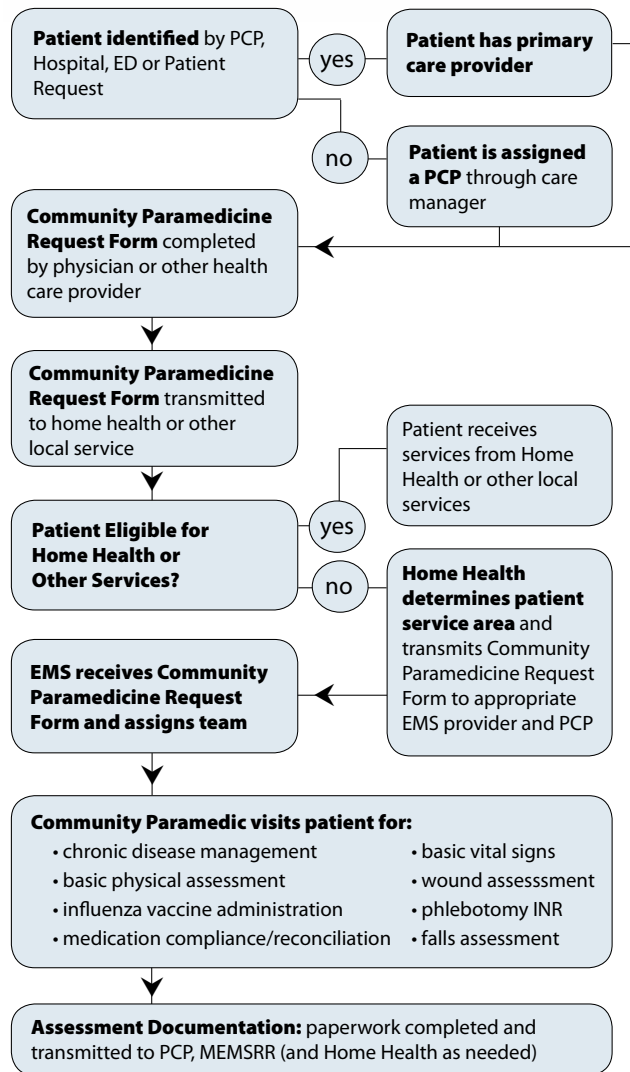 Patient identified by PCP,
Hospital, ED or Patient
Request
yes
Patient has primary
care provider
no
Patient is assigned
a PCP through care
manager
Community Paramedicine
Request Form completed
by physician or other health
care provider
Community Paramedicine
Request Form transmitted
to home health or other
local service
Patient Eligible for
Home Health or
Other Services?
yes
Patient receives
services from Home
Health or other local
services
no
Home Health
determines patient
service area and
transmits Community
Paramedicine Request
Form to appropriate
EMS provider and PCP
EMS receives Community
Paramedicine Request
Form and assigns team
Community Paramedic visits patient for:
• chronic disease management
• basic physical assessment
• influenza vaccine administration
• medication compliance/reconciliation
• basic vital signs
• wound assesssment
• phlebotomy INR
• falls assessment
Assessment Documentation: paperwork completed and
transmitted to PCP, MEMSRR (and Home Health as needed)